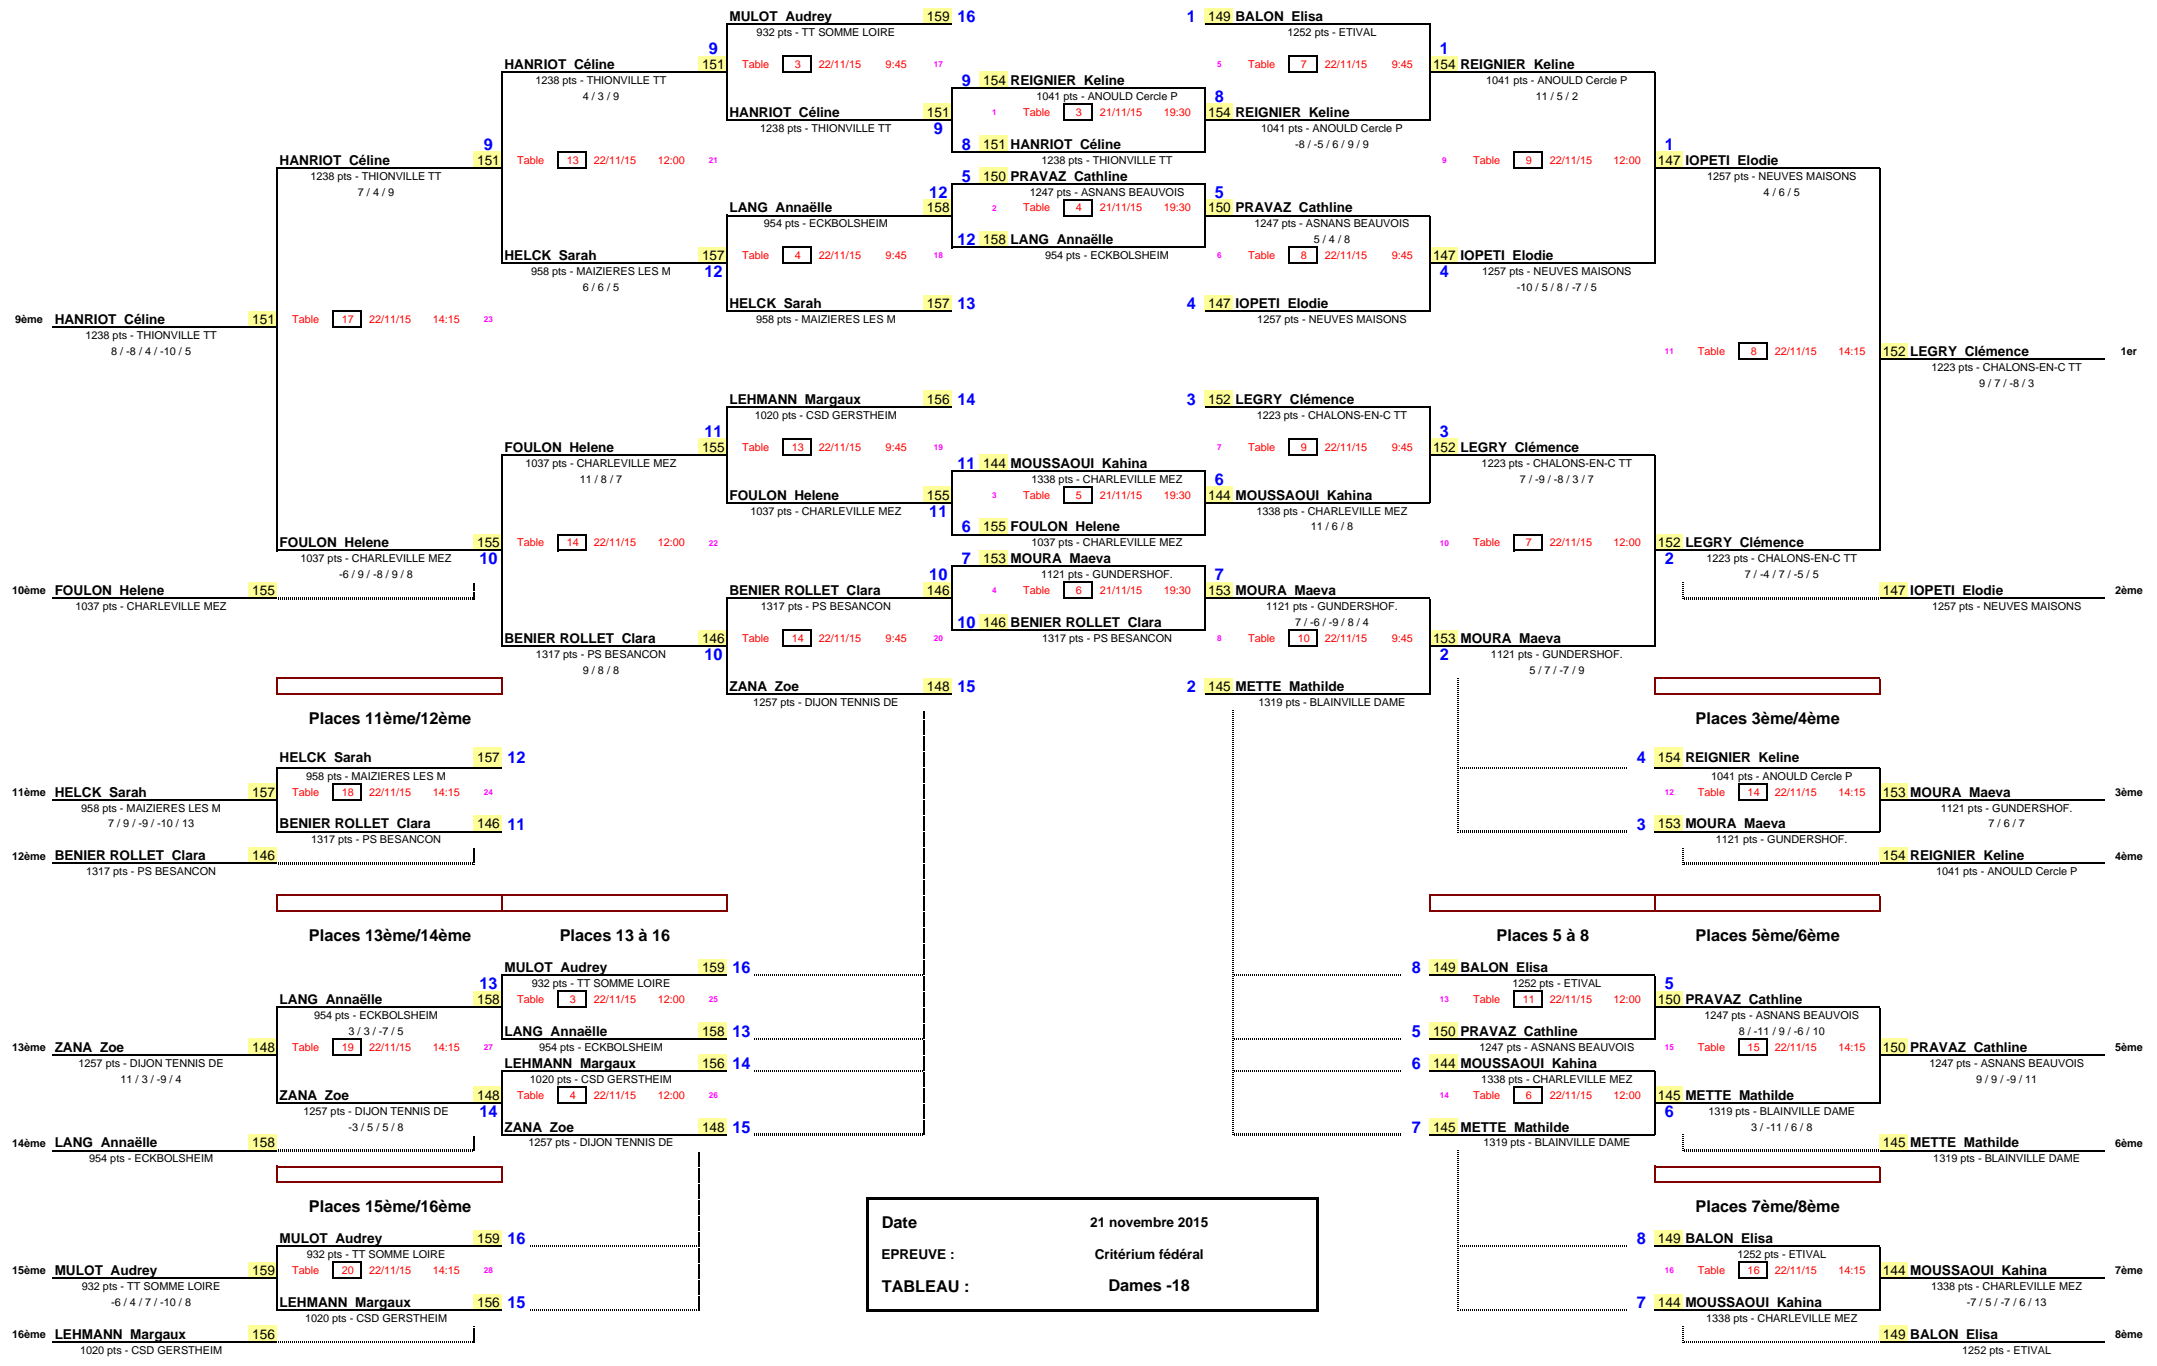 MULOT Audrey 159 16 1 149 BALON Elisa
932 pts - TT SOMME LOIRE 1252 pts - ETIVAL
9 1
HANRIOT Céline 151 Table 3 22/11/15 9:45 17 5 Table 7 22/11/15 9:45 154 REIGNIER Keline
1238 pts - THIONVILLE TT 9 154 REIGNIER Keline 1041 pts - ANOULD Cercle P
4 / 3 / 9 1041 pts - ANOULD Cercle P 8 11 / 5 / 2
HANRIOT Céline 151 1 Table 3 21/11/15 19:30 154 REIGNIER Keline
1238 pts - THIONVILLE TT 9 1041 pts - ANOULD Cercle P
9 8 151 HANRIOT Céline -8 / -5 / 6 / 9 / 9 1
HANRIOT Céline 151 Table 13 22/11/15 12:00 21 1238 pts - THIONVILLE TT 9 Table 9 22/11/15 12:00 147 IOPETI Elodie
1238 pts - THIONVILLE TT 5 150 PRAVAZ Cathline 1257 pts - NEUVES MAISONS
7 / 4 / 9 12 1247 pts - ASNANS BEAUVOIS 5 4 / 6 / 5
LANG Annaëlle 158 2 Table 4 21/11/15 19:30 150 PRAVAZ Cathline
954 pts - ECKBOLSHEIM 1247 pts - ASNANS BEAUVOIS
12 158 LANG Annaëlle 5 / 4 / 8
HELCK Sarah 157 Table 4 22/11/15 9:45 18 954 pts - ECKBOLSHEIM 6 Table 8 22/11/15 9:45 147 IOPETI Elodie
958 pts - MAIZIERES LES M 12 4 1257 pts - NEUVES MAISONS
6 / 6 / 5 -10 / 5 / 8 / -7 / 5
HELCK Sarah 157 13 4 147 IOPETI Elodie
9ème HANRIOT Céline 151 Table 17 22/11/15 14:15 23 958 pts - MAIZIERES LES M 1257 pts - NEUVES MAISONS
1238 pts - THIONVILLE TT
8 / -8 / 4 / -10 / 5 11 Table 8 22/11/15 14:15 152 LEGRY Clémence 1er
1223 pts - CHALONS-EN-C TT
9 / 7 / -8 / 3
LEHMANN Margaux 156 14 3 152 LEGRY Clémence
1020 pts - CSD GERSTHEIM 1223 pts - CHALONS-EN-C TT
11 3
FOULON Helene 155 Table 13 22/11/15 9:45 19 7 Table 9 22/11/15 9:45 152 LEGRY Clémence
1037 pts - CHARLEVILLE MEZ 11 144 MOUSSAOUI Kahina 1223 pts - CHALONS-EN-C TT
11 / 8 / 7 1338 pts - CHARLEVILLE MEZ 6 7 / -9 / -8 / 3 / 7
FOULON Helene 155 3 Table 5 21/11/15 19:30 144 MOUSSAOUI Kahina
1037 pts - CHARLEVILLE MEZ 11 1338 pts - CHARLEVILLE MEZ
6 155 FOULON Helene 11 / 6 / 8
FOULON Helene 155 Table 14 22/11/15 12:00 22 1037 pts - CHARLEVILLE MEZ 10 Table 7 22/11/15 12:00 152 LEGRY Clémence
1037 pts - CHARLEVILLE MEZ 10 7 153 MOURA Maeva 2 1223 pts - CHALONS-EN-C TT
-6 / 9 / -8 / 9 / 8 10 1121 pts - GUNDERSHOF. 7 7 / -4 / 7 / -5 / 5
10ème FOULON Helene 155 BENIER ROLLET Clara 146 4 Table 6 21/11/15 19:30 153 MOURA Maeva 147 IOPETI Elodie 2ème
1037 pts - CHARLEVILLE MEZ 1317 pts - PS BESANCON 1121 pts - GUNDERSHOF. 1257 pts - NEUVES MAISONS
10 146 BENIER ROLLET Clara 7 / -6 / -9 / 8 / 4
BENIER ROLLET Clara 146 Table 14 22/11/15 9:45 20 1317 pts - PS BESANCON 8 Table 10 22/11/15 9:45 153 MOURA Maeva
1317 pts - PS BESANCON 10 2 1121 pts - GUNDERSHOF.
9 / 8 / 8 5 / 7 / -7 / 9
ZANA Zoe 148 15 2 145 METTE Mathilde
1257 pts - DIJON TENNIS DE 1319 pts - BLAINVILLE DAME
Places 11ème/12ème Places 3ème/4ème
HELCK Sarah 157 12 4 154 REIGNIER Keline
958 pts - MAIZIERES LES M 1041 pts - ANOULD Cercle P
11ème HELCK Sarah 157 Table 18 22/11/15 14:15 24 12 Table 14 22/11/15 14:15 153 MOURA Maeva 3ème
958 pts - MAIZIERES LES M 1121 pts - GUNDERSHOF.
7 / 9 / -9 / -10 / 13 BENIER ROLLET Clara 146 11 3 153 MOURA Maeva 7 / 6 / 7
1317 pts - PS BESANCON 1121 pts - GUNDERSHOF.
12ème BENIER ROLLET Clara 146 154 REIGNIER Keline 4ème
1317 pts - PS BESANCON 1041 pts - ANOULD Cercle P
Places 13ème/14ème Places 13 à 16 Places 5 à 8 Places 5ème/6ème
MULOT Audrey 159 16 8 149 BALON Elisa
13 932 pts - TT SOMME LOIRE 1252 pts - ETIVAL 5
LANG Annaëlle 158 Table 3 22/11/15 12:00 25 13 Table 11 22/11/15 12:00 150 PRAVAZ Cathline
954 pts - ECKBOLSHEIM 1247 pts - ASNANS BEAUVOIS
3 / 3 / -7 / 5 LANG Annaëlle 158 13 5 150 PRAVAZ Cathline 8 / -11 / 9 / -6 / 10
13ème ZANA Zoe 148 Table 19 22/11/15 14:15 27 954 pts - ECKBOLSHEIM 1247 pts - ASNANS BEAUVOIS 15 Table 15 22/11/15 14:15 150 PRAVAZ Cathline 5ème
1257 pts - DIJON TENNIS DE LEHMANN Margaux 156 14 6 144 MOUSSAOUI Kahina 1247 pts - ASNANS BEAUVOIS
11 / 3 / -9 / 4 1020 pts - CSD GERSTHEIM 1338 pts - CHARLEVILLE MEZ 9 / 9 / -9 / 11
ZANA Zoe 148 Table 4 22/11/15 12:00 26 14 Table 6 22/11/15 12:00 145 METTE Mathilde
1257 pts - DIJON TENNIS DE 14 6 1319 pts - BLAINVILLE DAME
-3 / 5 / 5 / 8 ZANA Zoe 148 15 7 145 METTE Mathilde 3 / -11 / 6 / 8
14ème LANG Annaëlle 158 1257 pts - DIJON TENNIS DE 1319 pts - BLAINVILLE DAME 145 METTE Mathilde 6ème
954 pts - ECKBOLSHEIM 1319 pts - BLAINVILLE DAME
Places 15ème/16ème Places 7ème/8ème
Date 21 novembre 2015
MULOT Audrey 159 16 8 149 BALON Elisa
932 pts - TT SOMME LOIRE EPREUVE : Critérium fédéral 1252 pts - ETIVAL
15ème MULOT Audrey 159 Table 20 22/11/15 14:15 28 16 Table 16 22/11/15 14:15 144 MOUSSAOUI Kahina 7ème
932 pts - TT SOMME LOIRE TABLEAU : Dames -18 1338 pts - CHARLEVILLE MEZ
-6 / 4 / 7 / -10 / 8 LEHMANN Margaux 156 15 7 144 MOUSSAOUI Kahina -7 / 5 / -7 / 6 / 13
1020 pts - CSD GERSTHEIM 1338 pts - CHARLEVILLE MEZ
16ème LEHMANN Margaux 156 149 BALON Elisa 8ème
1020 pts - CSD GERSTHEIM 1252 pts - ETIVAL